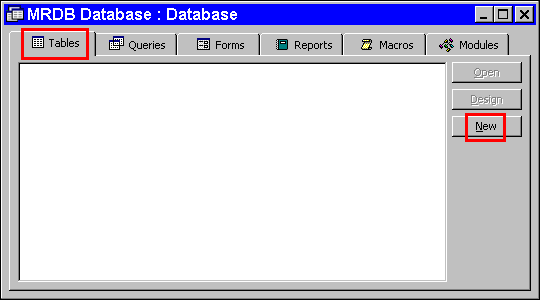 MRDB Database : Database
Tables Queries Forms Reports Macros Modules
Open
Design
New